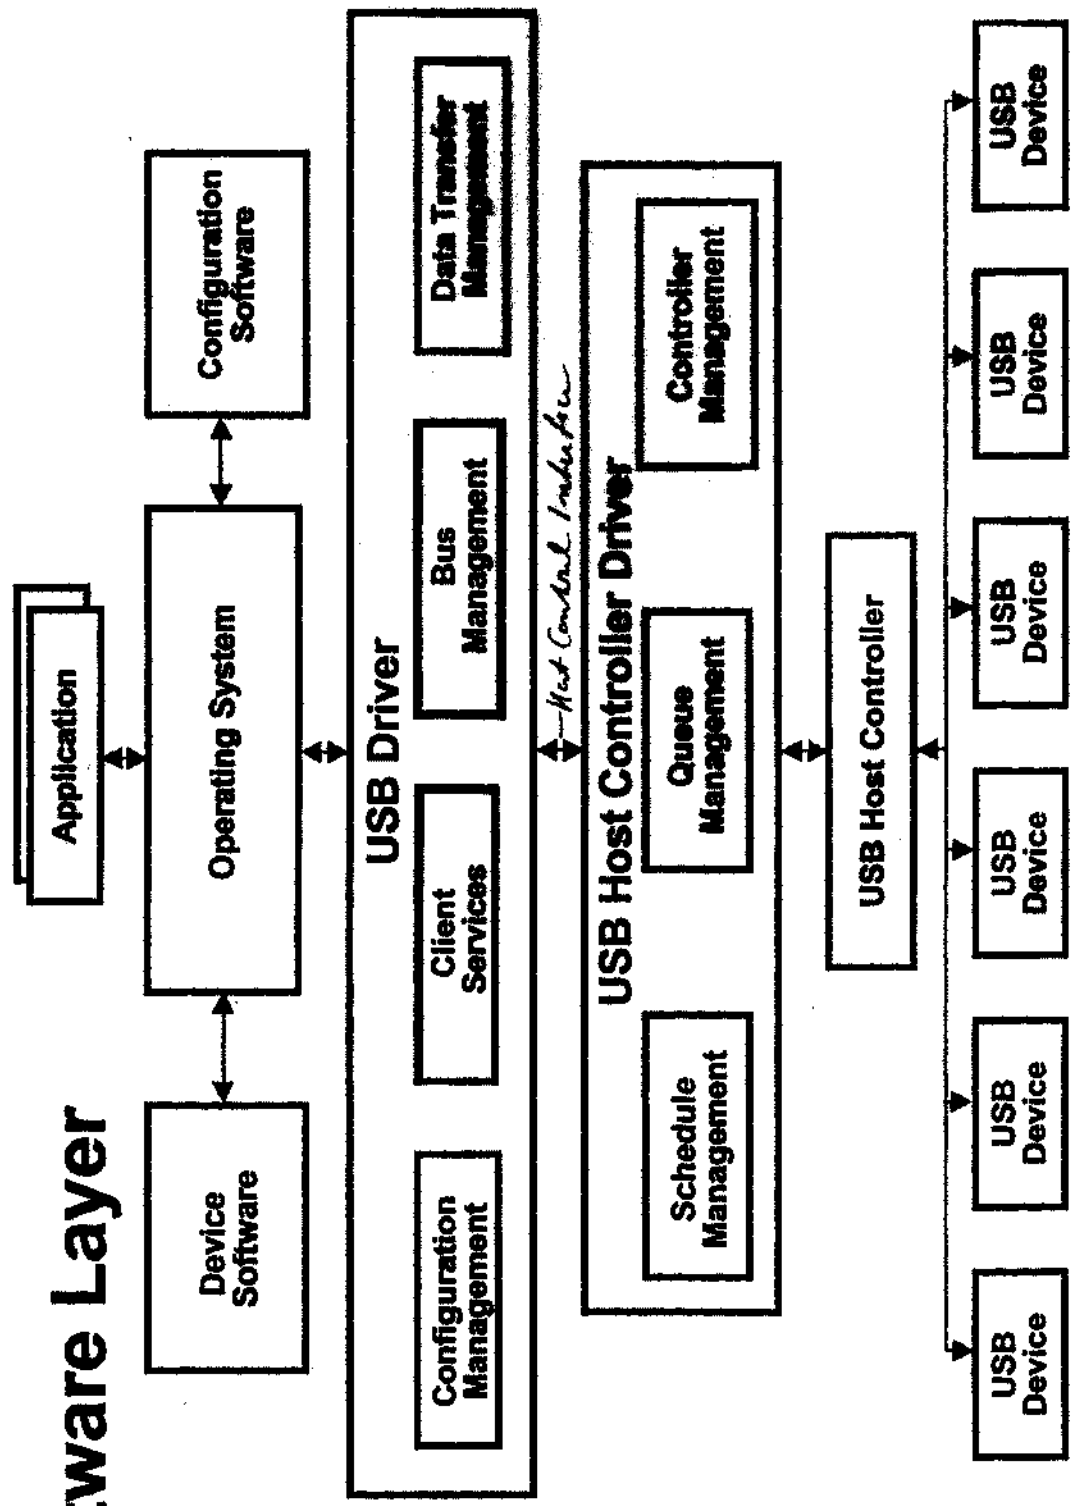 tware Layer
Application
Device
Software
Operating System
Configuration
Software
USB Driver
Configuration
Management
Client
Services
Bus
Management
Data Transfer
Management
Host Control Interface
USB Host Controller Driver
Schedule
Management
Queue
Management
Controller
Management
USB Host Controller
USB
Device
USB
Device
USB
Device
USB
Device
USB
Device
USB
Device